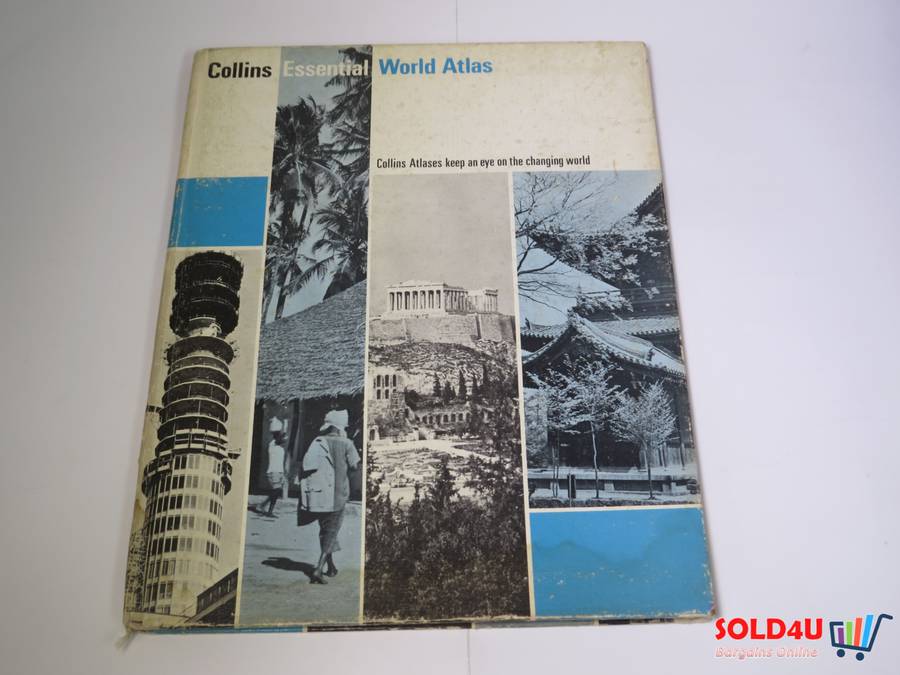 Collins Essential World Atlas
Collins Atlases keep an eye on the changing world
SOLD4U
Bargains Online